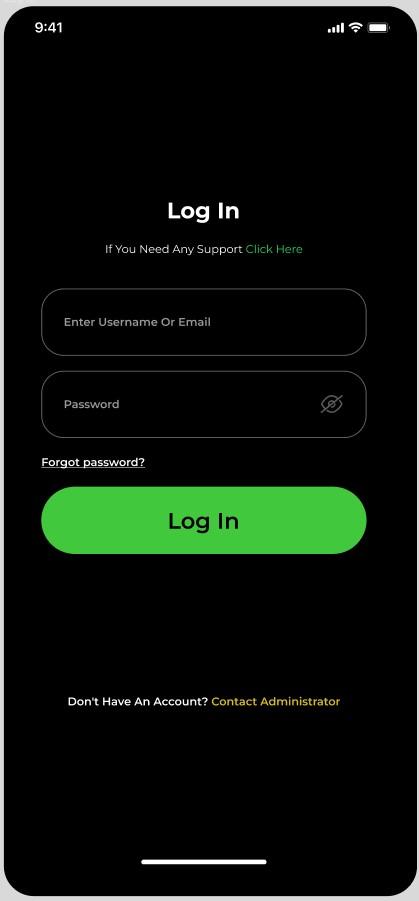 9:41
Log In
If You Need Any Support Click Here
Enter Username Or Email
Password
Forgot password?
Log In
Don't Have An Account? Contact Administrator